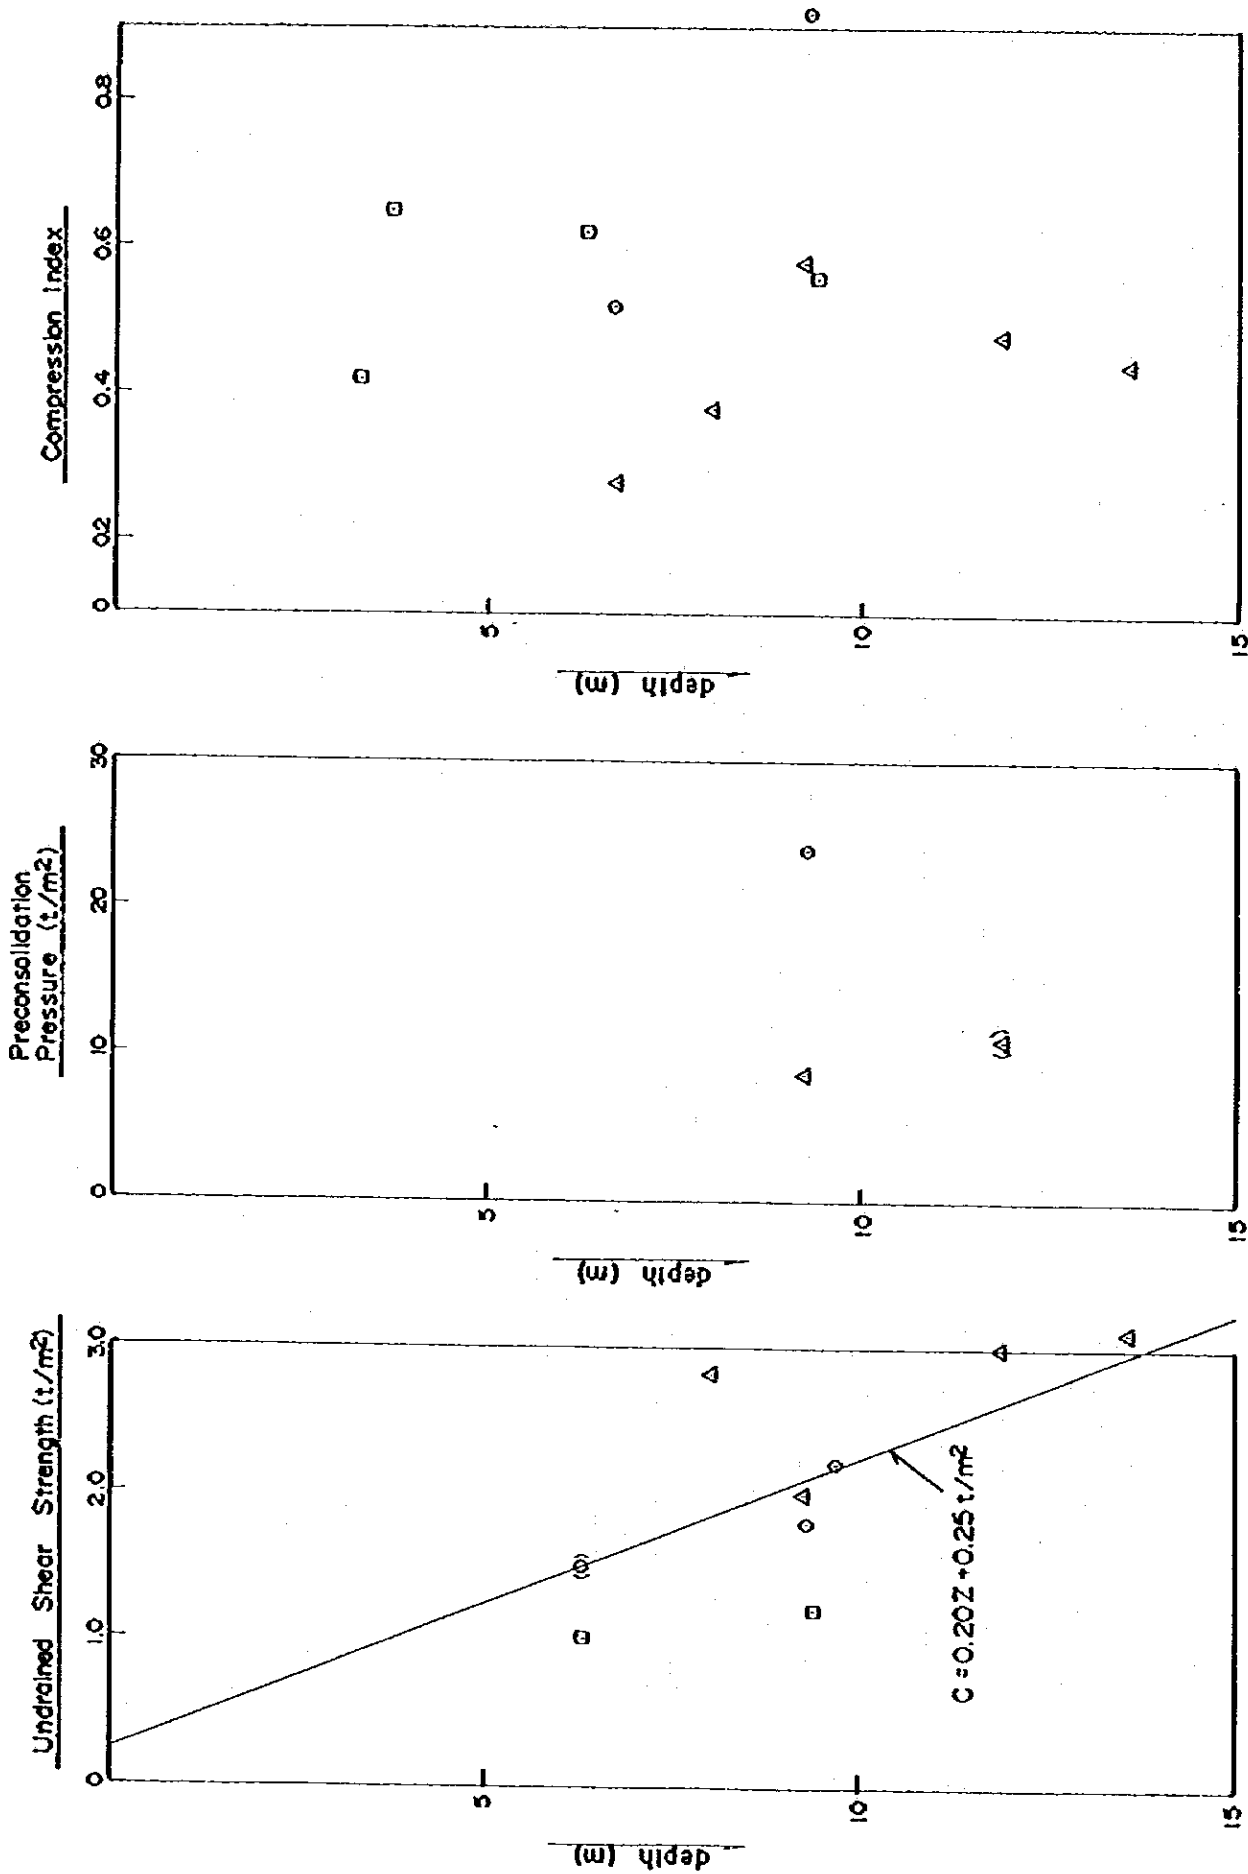 Undrained Shear Strength (t/m²)
0 1.0 2.0 3.0
depth (m)
5
10
15
C = 0.20Z + 0.25 t/m²
Preconsolidation
Pressure (t/m²)
0 10 20 30
depth (m)
5
10
15
Compression Index
0 0.2 0.4 0.6 0.8
depth (m)
5
10
15